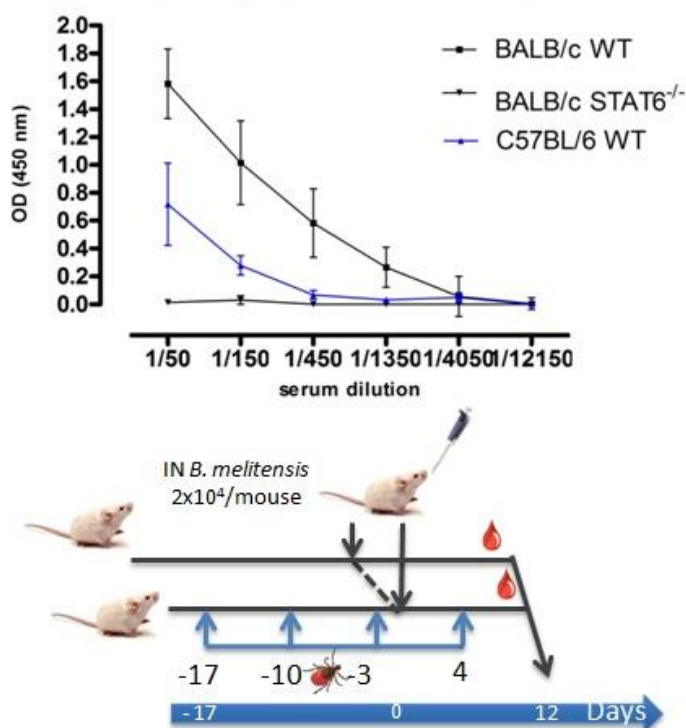 2.0
1.8
1.6
1.4
1.2
1.0
0.8
0.6
0.4
0.2
0.0
OD (450 nm)
BALB/c WT
BALB/c STAT6-/-
C57BL/6 WT
1/50 1/150 1/450 1/1350 1/4050 1/12150
serum dilution
IN B. melitensis
2x10⁴/mouse
-17 -10 -3 4
-17 0 12 Days